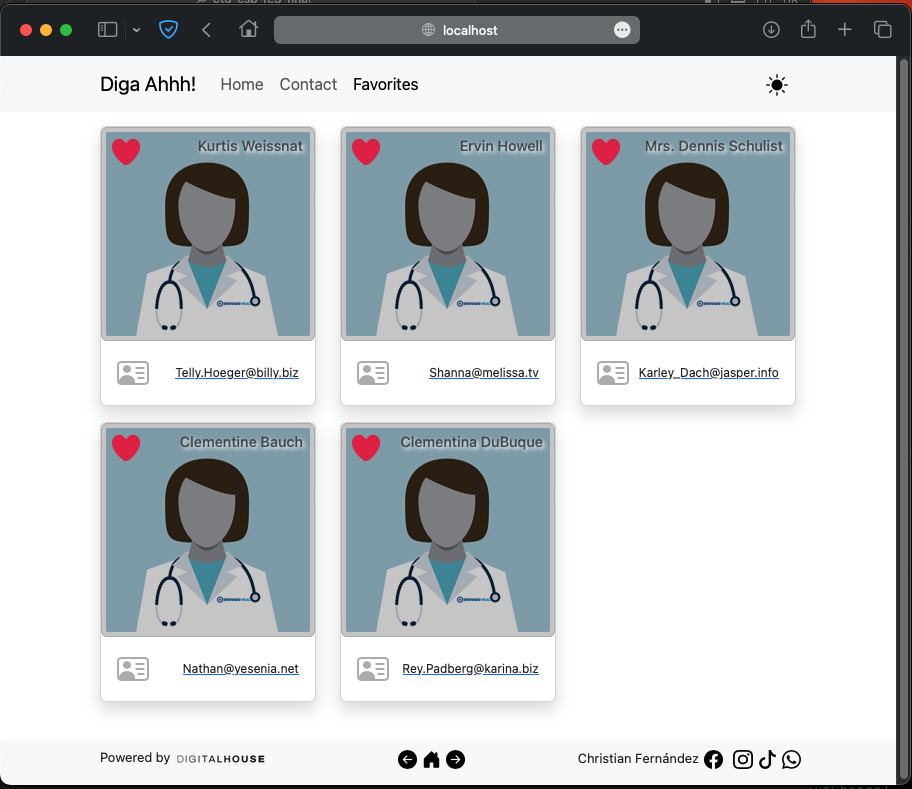 localhost
Diga Ahhh! Home Contact Favorites
Kurtis Weissnat
Ervin Howell
Mrs. Dennis Schulist
Telly.Hoeger@billy.biz
Shanna@melissa.tv
Karley_Dach@jasper.info
Clementine Bauch
Clementina DuBuque
Nathan@yesenia.net
Rey.Padberg@karina.biz
Powered by DIGITALHOUSE
Christian Fernández